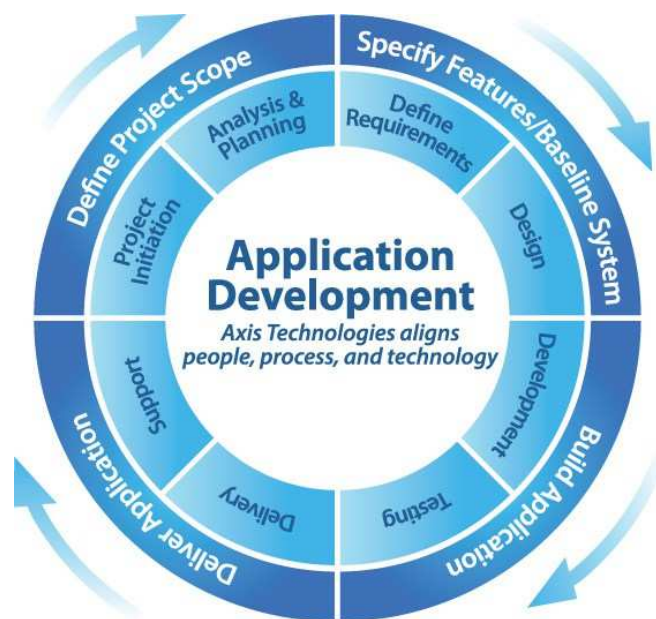 Define Project Scope
Specify Features/Baseline System
Build Application
Deliver Application
Project
Initiation
Analysis &
Planning
Define
Requirements
Design
Development
Testing
Delivery
Support
Application
Development
Axis Technologies aligns
people, process, and technology